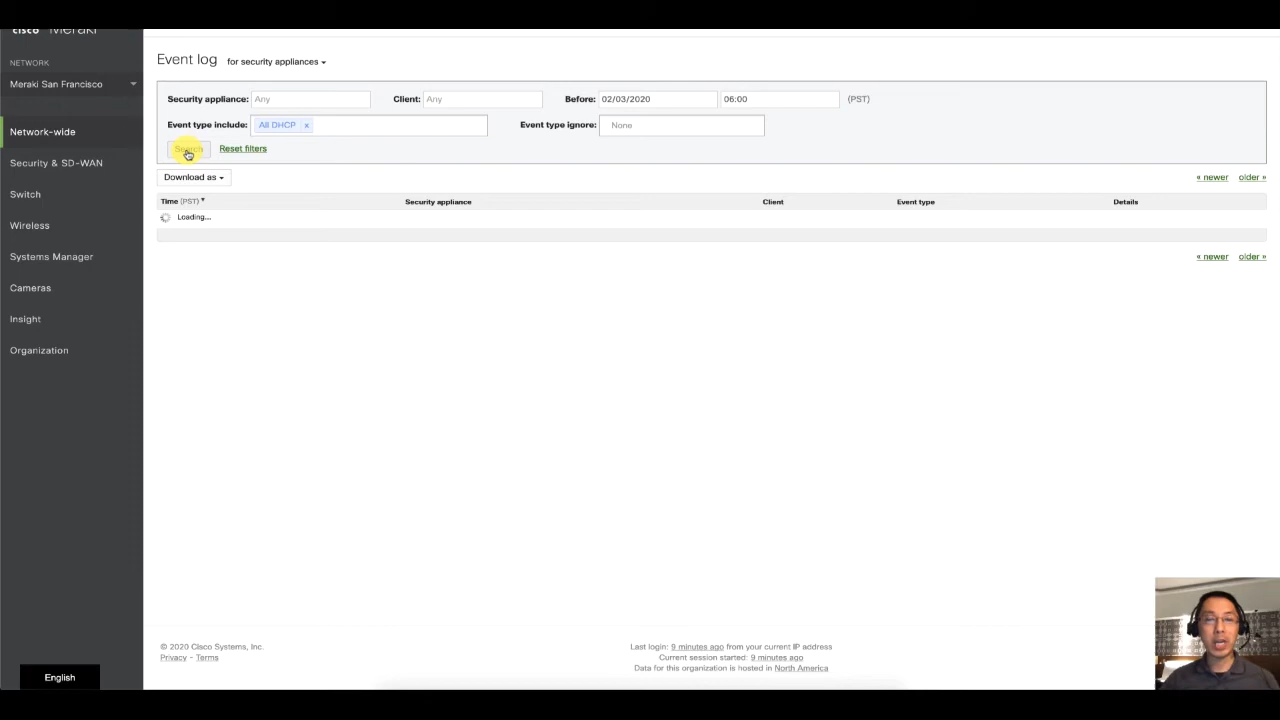 cisco Meraki
NETWORK
Meraki San Francisco
Network-wide
Security & SD-WAN
Switch
Wireless
Systems Manager
Cameras
Insight
Organization
English
Event log for security appliances
Security appliance: Any Client: Any Before: 02/03/2020 06:00 (PST)
Event type include: All DHCP x Event type ignore: None
Search Reset filters
Download as « newer older »
Time (PST) Security appliance Client Event type Details
Loading...
« newer older »
© 2020 Cisco Systems, Inc.
Privacy - Terms
Last login: 9 minutes ago from your current IP address
Current session started: 9 minutes ago
Data for this organization is hosted in North America